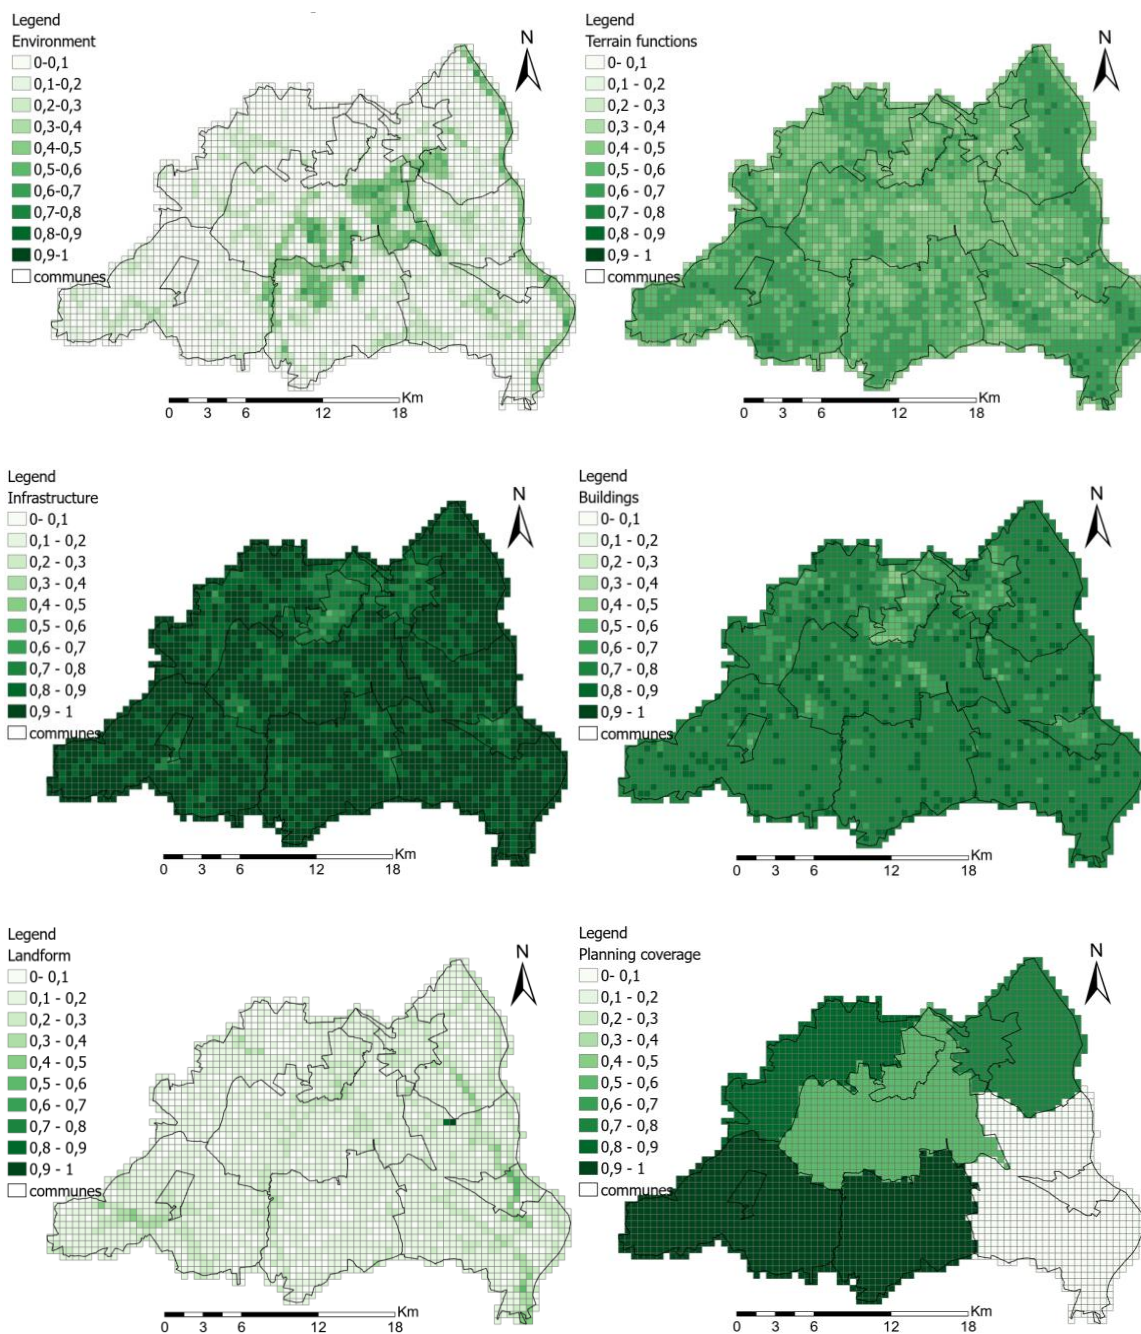 Legend
Environment
0-0,1
0,1-0,2
0,2-0,3
0,3-0,4
0,4-0,5
0,5-0,6
0,6-0,7
0,7-0,8
0,8-0,9
0,9-1
communes
N
Km
0 3 6 12 18
Legend
Terrain functions
0- 0,1
0,1 - 0,2
0,2 - 0,3
0,3 - 0,4
0,4 - 0,5
0,5 - 0,6
0,6 - 0,7
0,7 - 0,8
0,8 - 0,9
0,9 - 1
communes
N
Km
0 3 6 12 18
Legend
Infrastructure
0- 0,1
0,1 - 0,2
0,2 - 0,3
0,3 - 0,4
0,4 - 0,5
0,5 - 0,6
0,6 - 0,7
0,7 - 0,8
0,8 - 0,9
0,9 - 1
communes
N
Km
0 3 6 12 18
Legend
Buildings
0- 0,1
0,1 - 0,2
0,2 - 0,3
0,3 - 0,4
0,4 - 0,5
0,5 - 0,6
0,6 - 0,7
0,7 - 0,8
0,8 - 0,9
0,9 - 1
communes
N
Km
0 3 6 12 18
Legend
Landform
0- 0,1
0,1 - 0,2
0,2 - 0,3
0,3 - 0,4
0,4 - 0,5
0,5 - 0,6
0,6 - 0,7
0,7 - 0,8
0,8 - 0,9
0,9 - 1
communes
N
Km
0 3 6 12 18
Legend
Planning coverage
0- 0,1
0,1 - 0,2
0,2 - 0,3
0,3 - 0,4
0,4 - 0,5
0,5 - 0,6
0,6 - 0,7
0,7 - 0,8
0,8 - 0,9
0,9 - 1
communes
N
Km
0 3 6 12 18